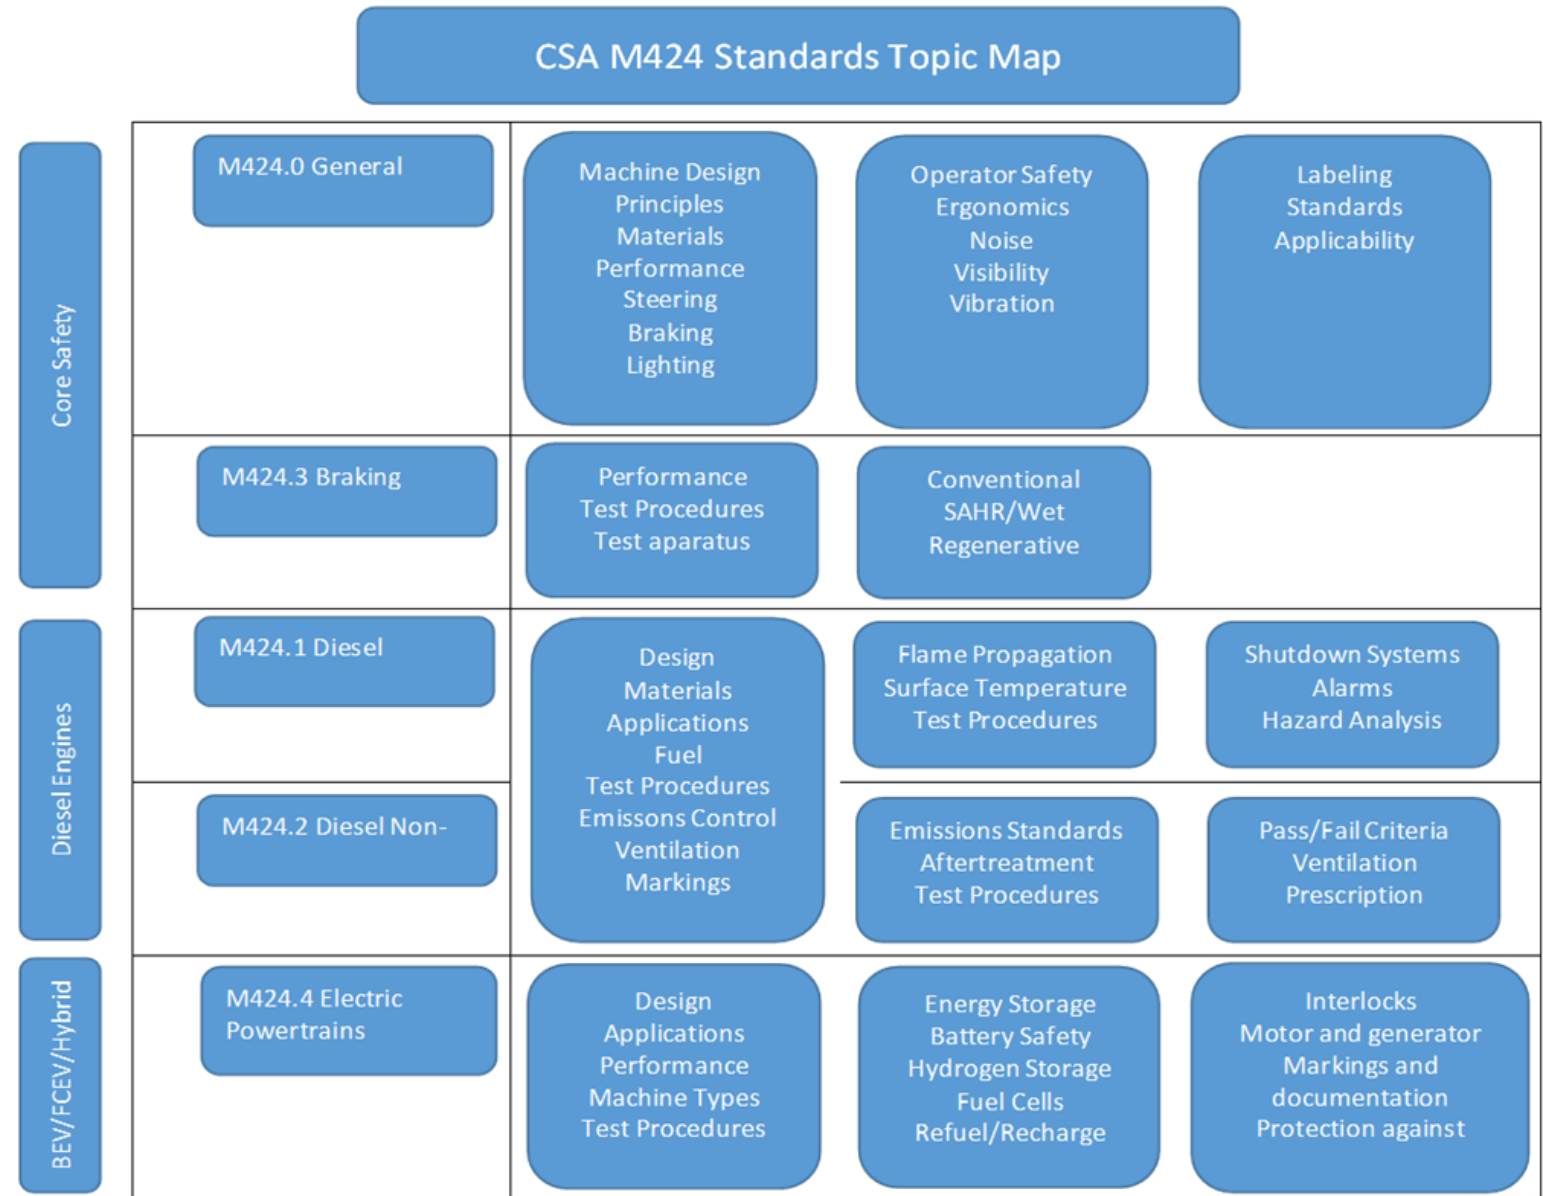 CSA M424 Standards Topic Map
Core Safety
M424.0 General
Machine Design
Principles
Materials
Performance
Steering
Braking
Lighting
Operator Safety
Ergonomics
Noise
Visibility
Vibration
Labeling
Standards
Applicability
M424.3 Braking
Performance
Test Procedures
Test aparatus
Conventional
SAHR/Wet
Regenerative
Diesel Engines
M424.1 Diesel
Design
Materials
Applications
Fuel
Test Procedures
Emissons Control
Ventilation
Markings
Flame Propagation
Surface Temperature
Test Procedures
Shutdown Systems
Alarms
Hazard Analysis
M424.2 Diesel Non-
Emissions Standards
Aftertreatment
Test Procedures
Pass/Fail Criteria
Ventilation
Prescription
BEV/FCEV/Hybrid
M424.4 Electric
Powertrains
Design
Applications
Performance
Machine Types
Test Procedures
Energy Storage
Battery Safety
Hydrogen Storage
Fuel Cells
Refuel/Recharge
Interlocks
Motor and generator
Markings and
documentation
Protection against